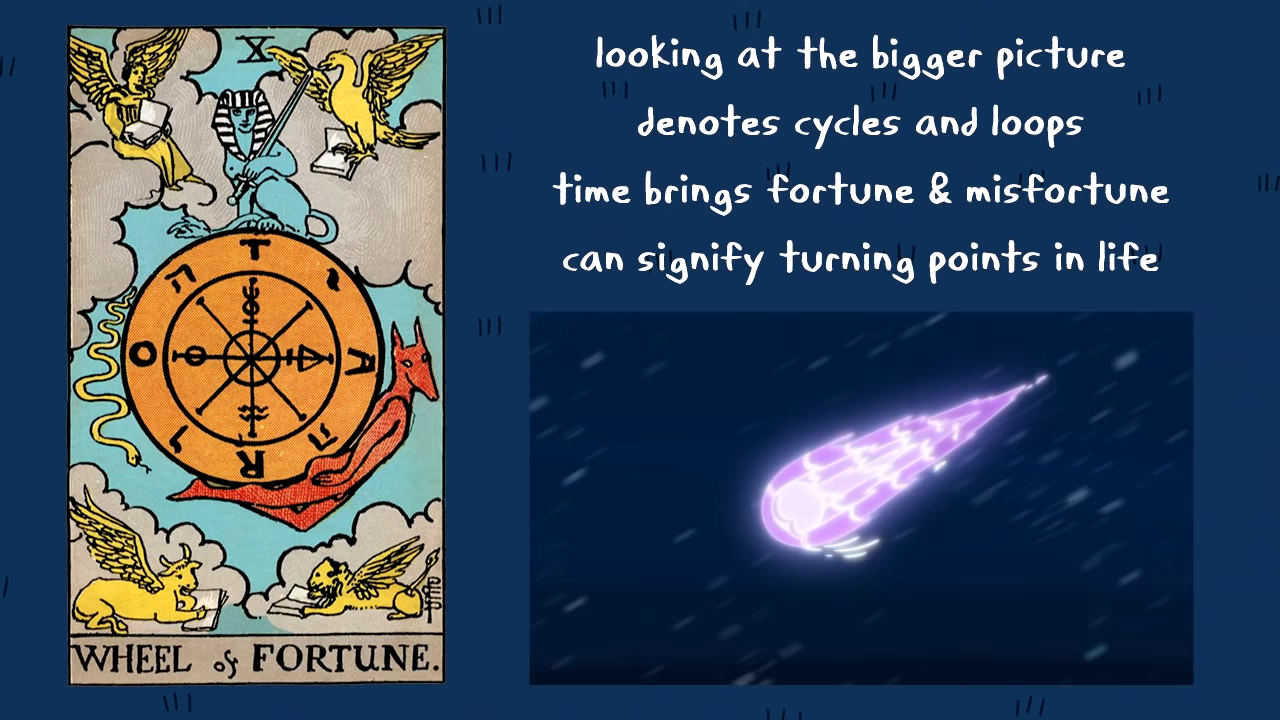 X
T
A
R
O
י
ו
ה
ה
WHEEL of FORTUNE.
looking at the bigger picture
denotes cycles and loops
time brings fortune & misfortune
can signify turning points in life